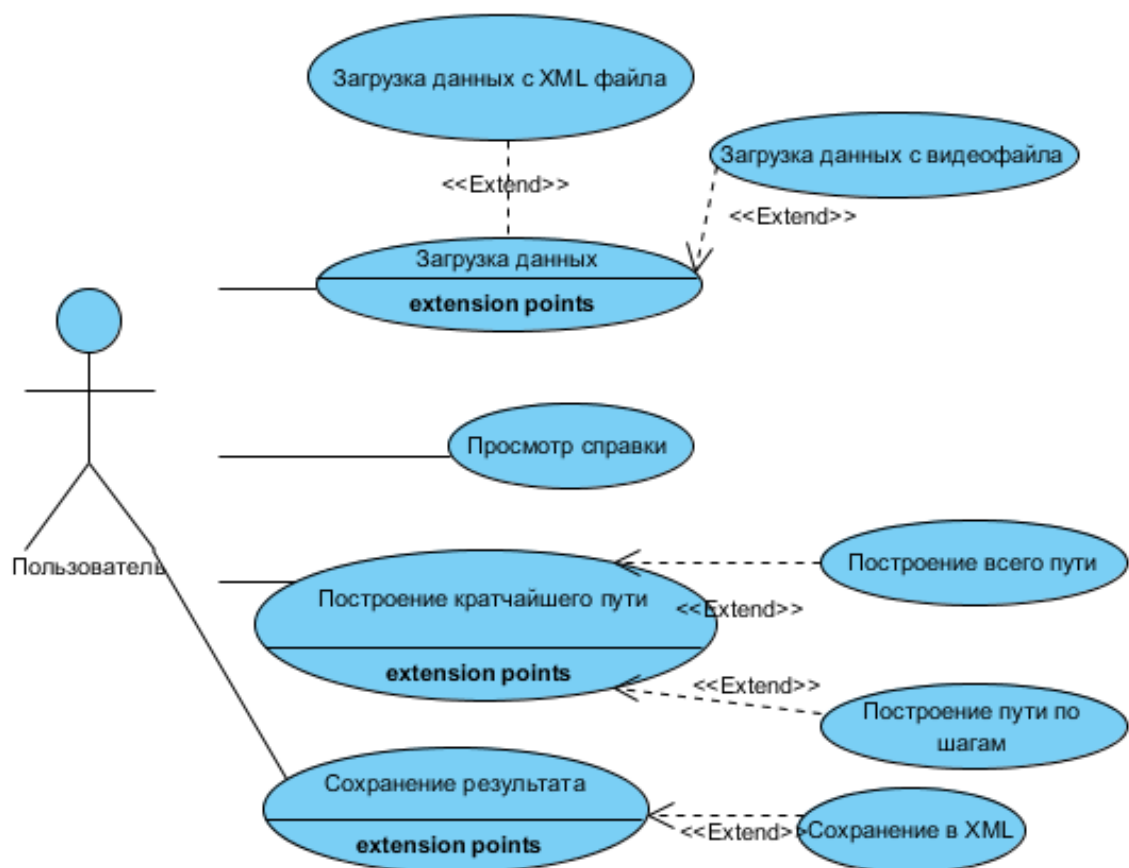 Загрузка данных с XML файла
Загрузка данных с видеофайла
<<Extend>>
<<Extend>>
Загрузка данных
extension points
Просмотр справки
Пользователь
Построение всего пути
Построение кратчайшего пути
<<Extend>>
extension points
<<Extend>>
Построение пути по
шагам
Сохранение результата
extension points
<<Extend>>
Сохранение в XML